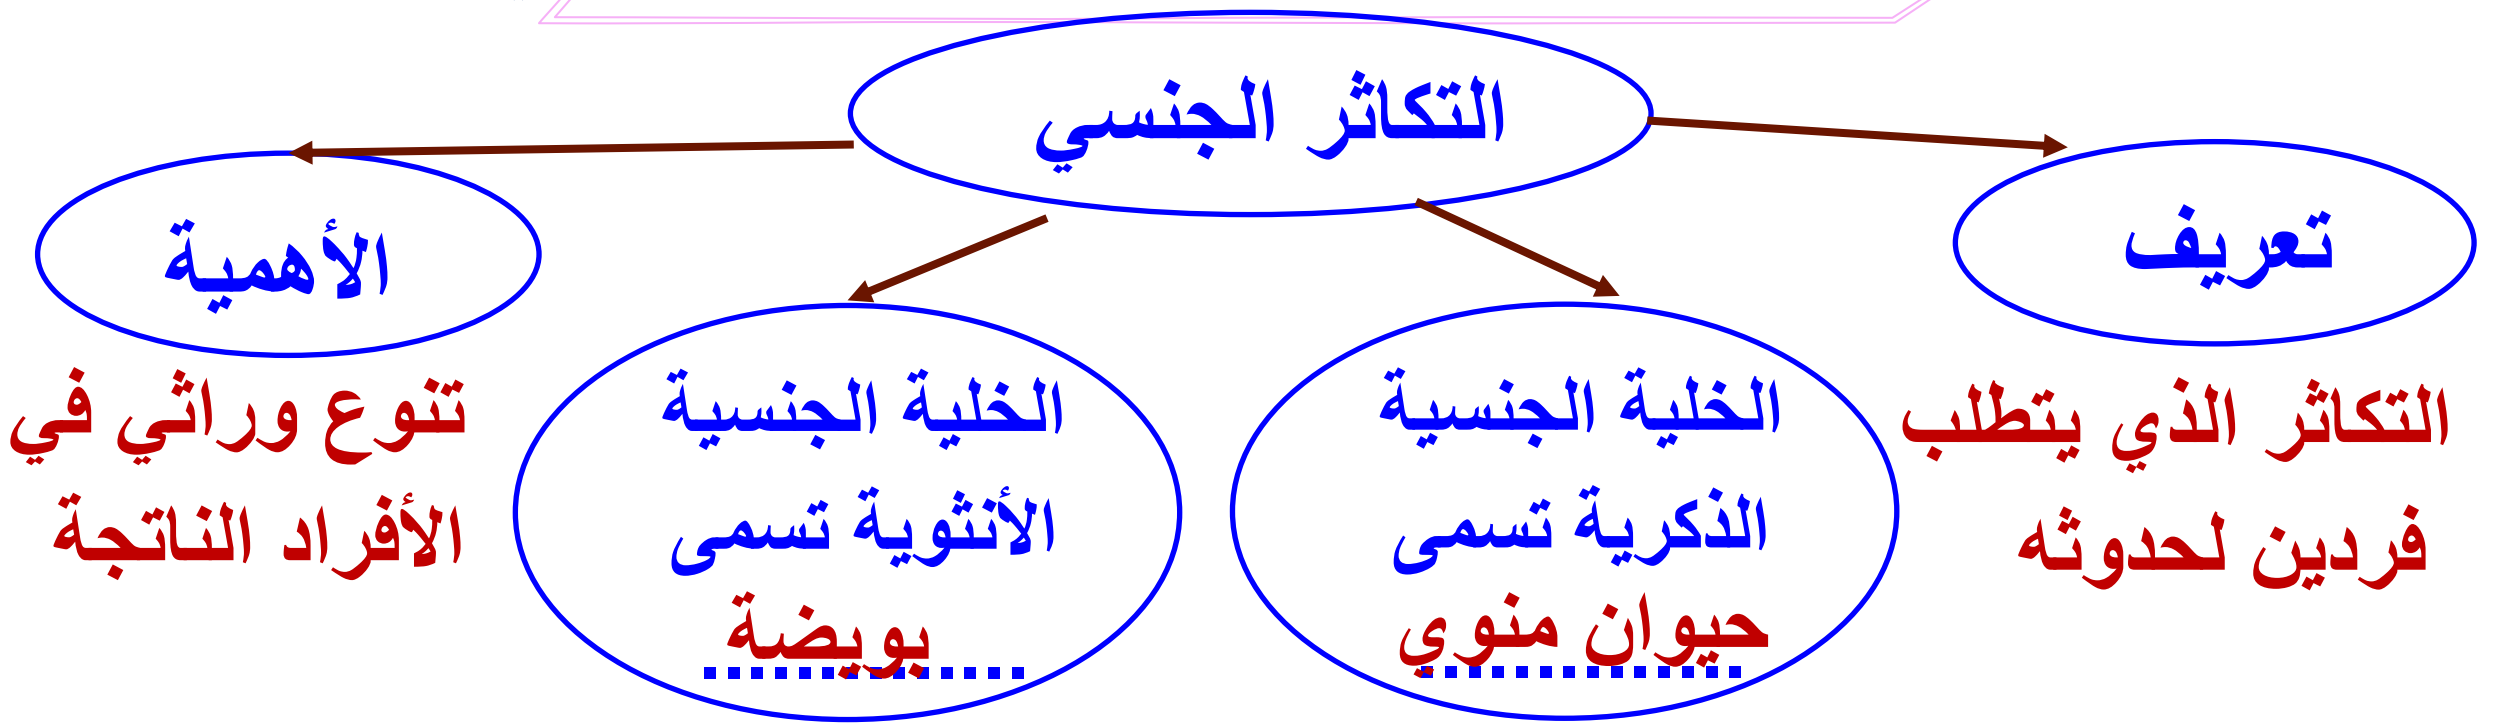 التكاثر الجنسي
تعريف
التكاثر الذي يتطلب
فردين لحدوثة
الخلية الجنسية
الذكرية تسمى
حيوان منوي
الخلية الجنسية
الأنثوية تسمى
بويضة
الأهمية
تنوع وراثي في
الأفراد الناتجة